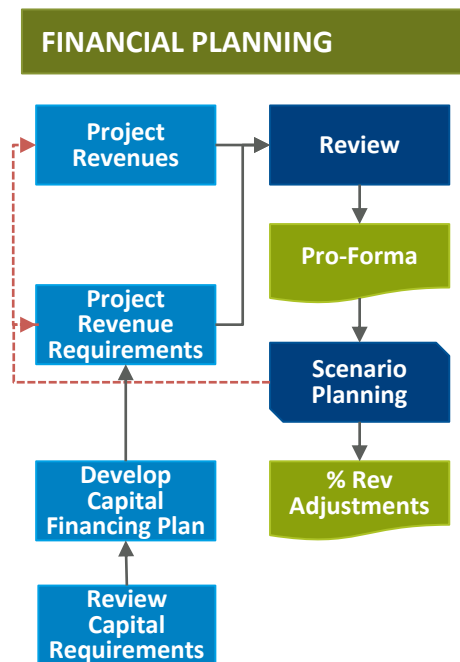 FINANCIAL PLANNING
Project
Revenues
Review
Pro-Forma
Project
Revenue
Requirements
Scenario
Planning
Develop
Capital
Financing Plan
% Rev
Adjustments
Review
Capital
Requirements